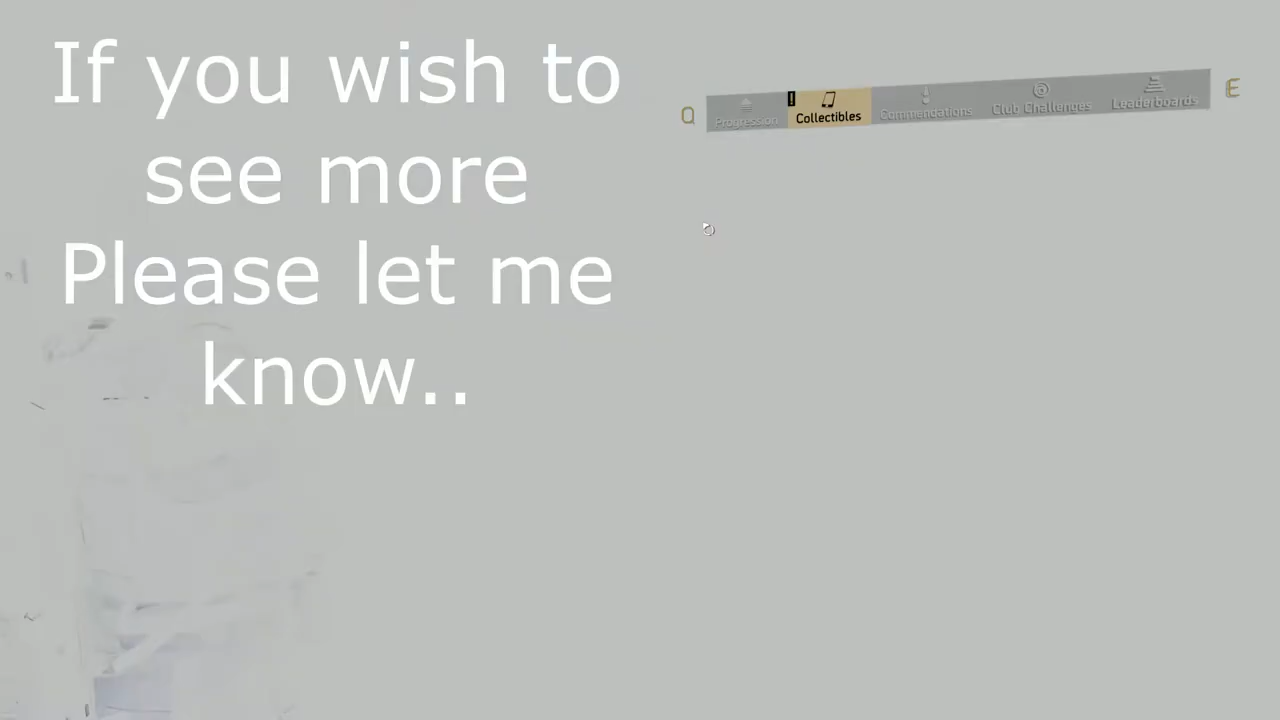 If you wish to
see more
Please let me
know..
Q
Progression
!
Collectibles
Commendations
Club Challenges
Leaderboards
E